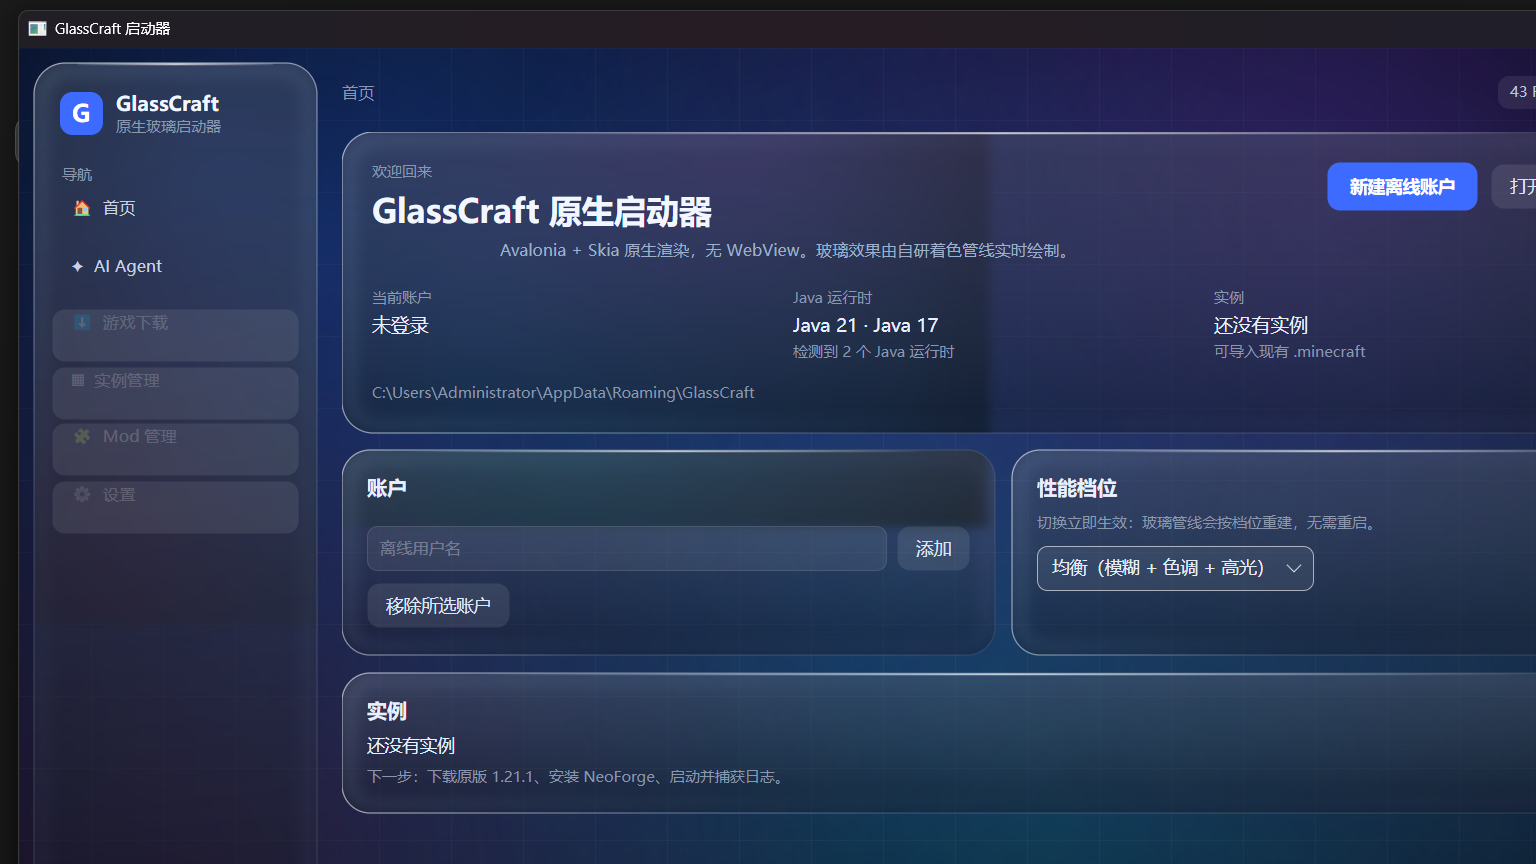 GlassCraft 启动器
G
GlassCraft
原生玻璃启动器
导航
首页
AI Agent
游戏下载
实例管理
Mod 管理
设置
首页
43
欢迎回来
GlassCraft 原生启动器
Avalonia + Skia 原生渲染，无 WebView。玻璃效果由自研着色管线实时绘制。
新建离线账户
打开
当前账户
未登录
Java 运行时
Java 21 · Java 17
检测到 2 个 Java 运行时
实例
还没有实例
可导入现有 .minecraft
C:\Users\Administrator\AppData\Roaming\GlassCraft
账户
离线用户名
添加
移除所选账户
性能档位
切换立即生效：玻璃管线会按档位重建，无需重启。
均衡（模糊 + 色调 + 高光）
实例
还没有实例
下一步：下载原版 1.21.1、安装 NeoForge、启动并捕获日志。